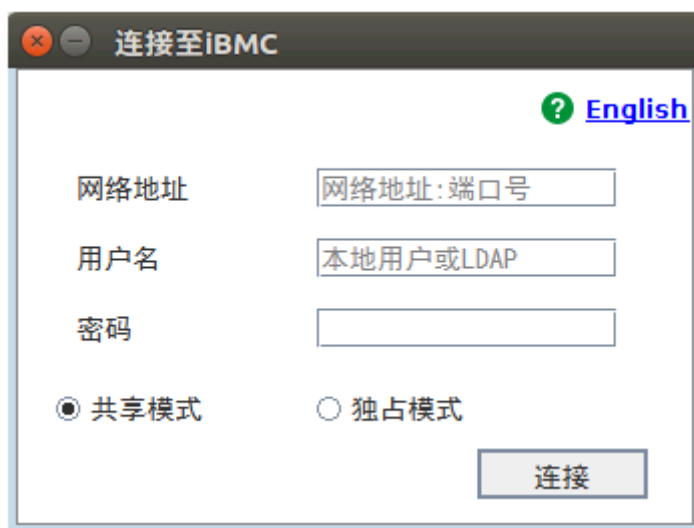 连接至iBMC
? English
网络地址 网络地址:端口号
用户名 本地用户或LDAP
密码
共享模式 独占模式
连接